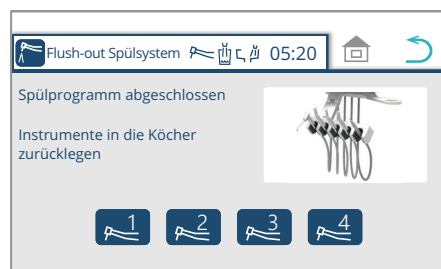 Flush-out Spülsystem 05:20
Spülprogramm abgeschlossen
Instrumente in die Köcher
zurücklegen
1 2 3 4